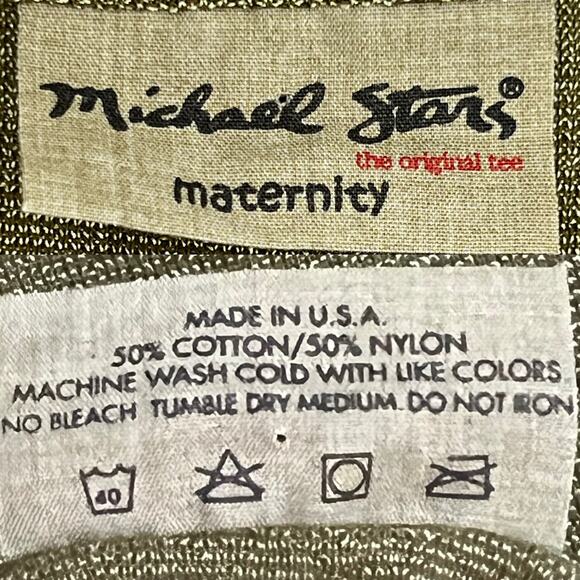 Michaël Stars®
the original tee
maternity
MADE IN U.S.A.
50% COTTON/50% NYLON
MACHINE WASH COLD WITH LIKE COLORS
NO BLEACH TUMBLE DRY MEDIUM. DO NOT IRON
40